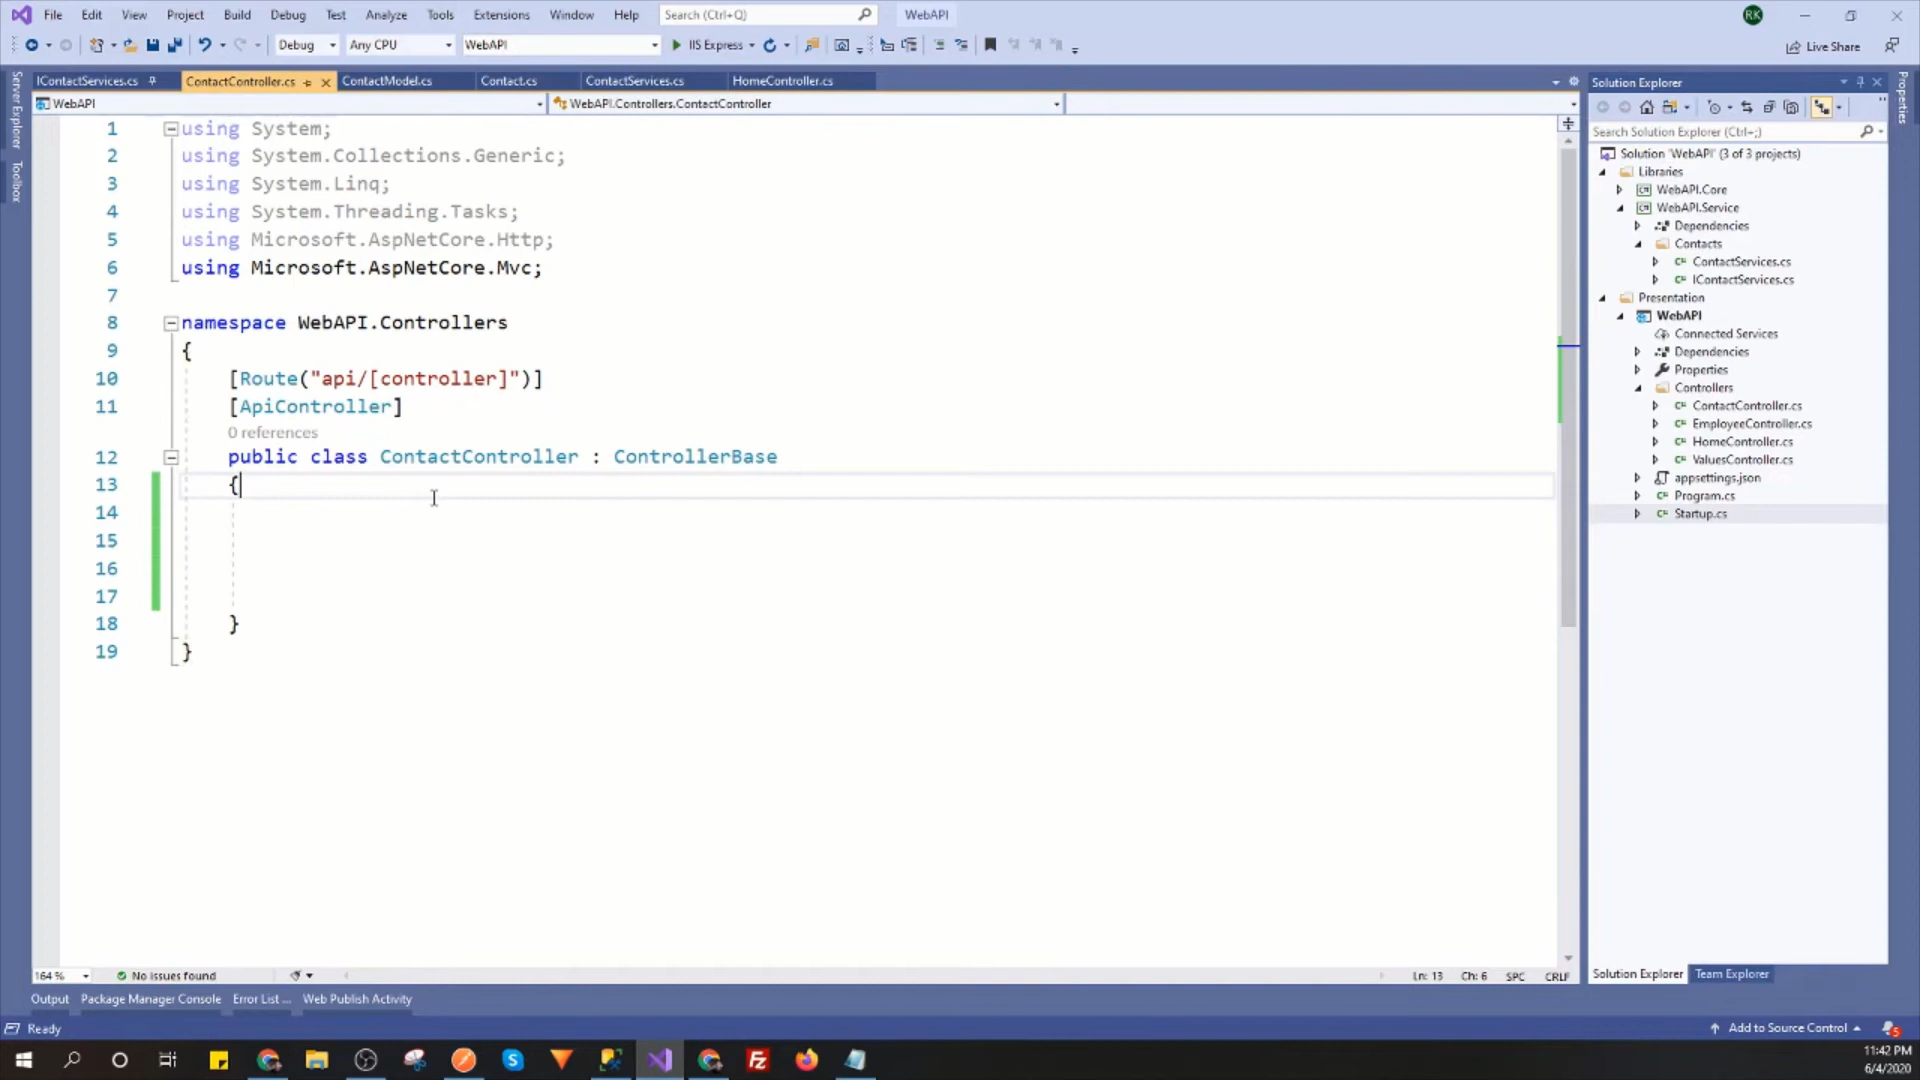 File Edit View Project Build Debug Test Analyze Tools Extensions Window Help Search (Ctrl+Q) WebAPI RK
Debug Any CPU WebAPI IIS Express Live Share
IContactServices.cs ContactController.cs ContactModel.cs Contact.cs ContactServices.cs HomeController.cs
WebAPI WebAPI.Controllers.ContactController
Server Explorer
Toolbox
1 using System;
2 using System.Collections.Generic;
3 using System.Linq;
4 using System.Threading.Tasks;
5 using Microsoft.AspNetCore.Http;
6 using Microsoft.AspNetCore.Mvc;
7
8 namespace WebAPI.Controllers
9 {
10 [Route("api/[controller]")]
11 [ApiController]
0 references
12 public class ContactController : ControllerBase
13 {
14
15
16
17
18 }
19 }
Solution Explorer
Search Solution Explorer (Ctrl+;)
Solution 'WebAPI' (3 of 3 projects)
Libraries
WebAPI.Core
WebAPI.Service
Dependencies
Contacts
C# ContactServices.cs
C# IContactServices.cs
Presentation
WebAPI
Connected Services
Dependencies
Properties
Controllers
C# ContactController.cs
C# EmployeeController.cs
C# HomeController.cs
C# ValuesController.cs
appsettings.json
C# Program.cs
C# Startup.cs
Properties
164 % No issues found Ln: 13 Ch: 6 SPC CRLF
Solution Explorer Team Explorer
Output Package Manager Console Error List ... Web Publish Activity
Ready Add to Source Control 5
11:42 PM
6/4/2020